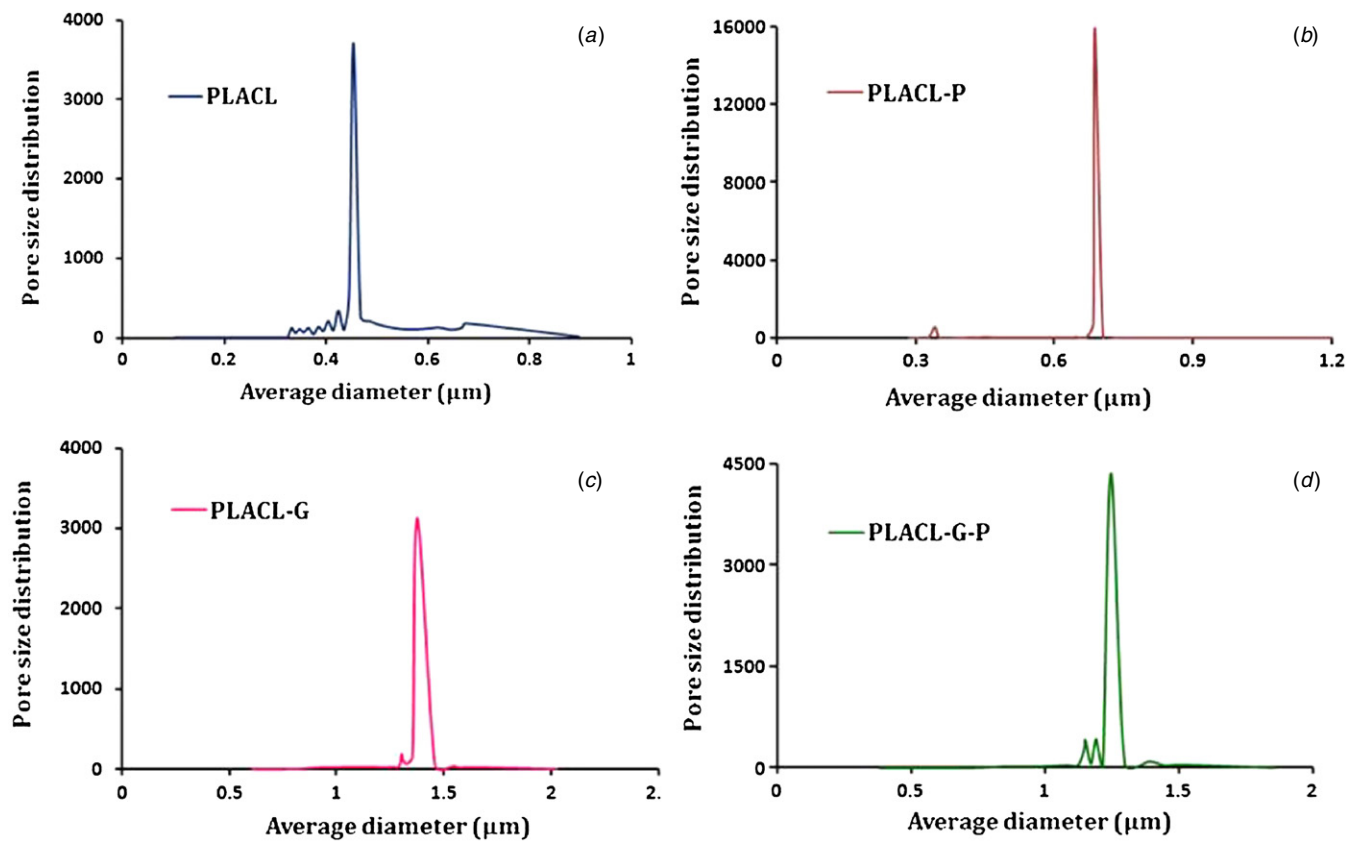 (a)
PLACL
Pore size distribution
4000
3000
2000
1000
0
0 0.2 0.4 0.6 0.8 1
Average diameter (μm)
(b)
PLACL-P
Pore size distribution
16000
12000
8000
4000
0
0 0.3 0.6 0.9 1.2
Average diameter (μm)
(c)
PLACL-G
Pore size distribution
4000
3000
2000
1000
0
0 0.5 1 1.5 2 2.
Average diameter (μm)
(d)
PLACL-G-P
Pore size distribution
4500
3000
1500
0
0 0.5 1 1.5 2
Average diameter (μm)